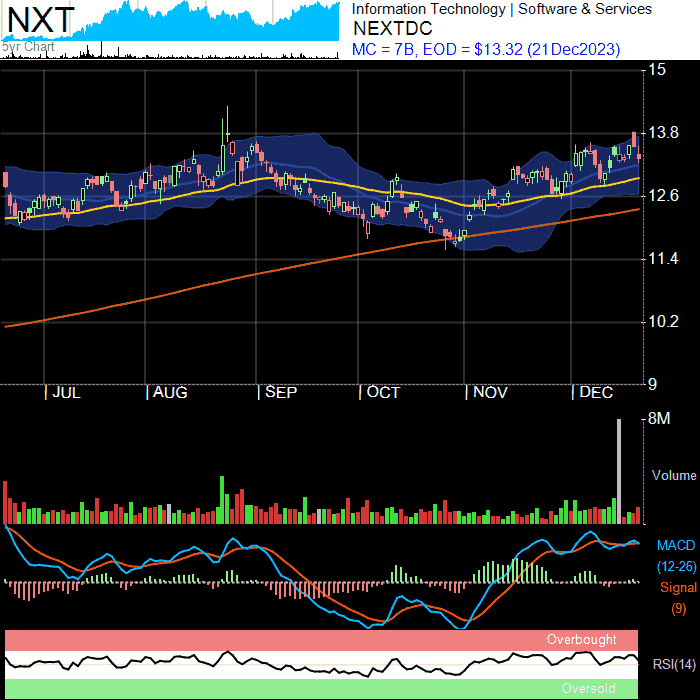 NXT
5yr Chart
Information Technology | Software & Services
NEXTDC
MC = 7B, EOD = $13.32 (21Dec2023)
15
13.8
12.6
11.4
10.2
9
JUL
AUG
SEP
OCT
NOV
DEC
8M
Volume
MACD
(12-26)
Signal
(9)
Overbought
RSI(14)
Oversold